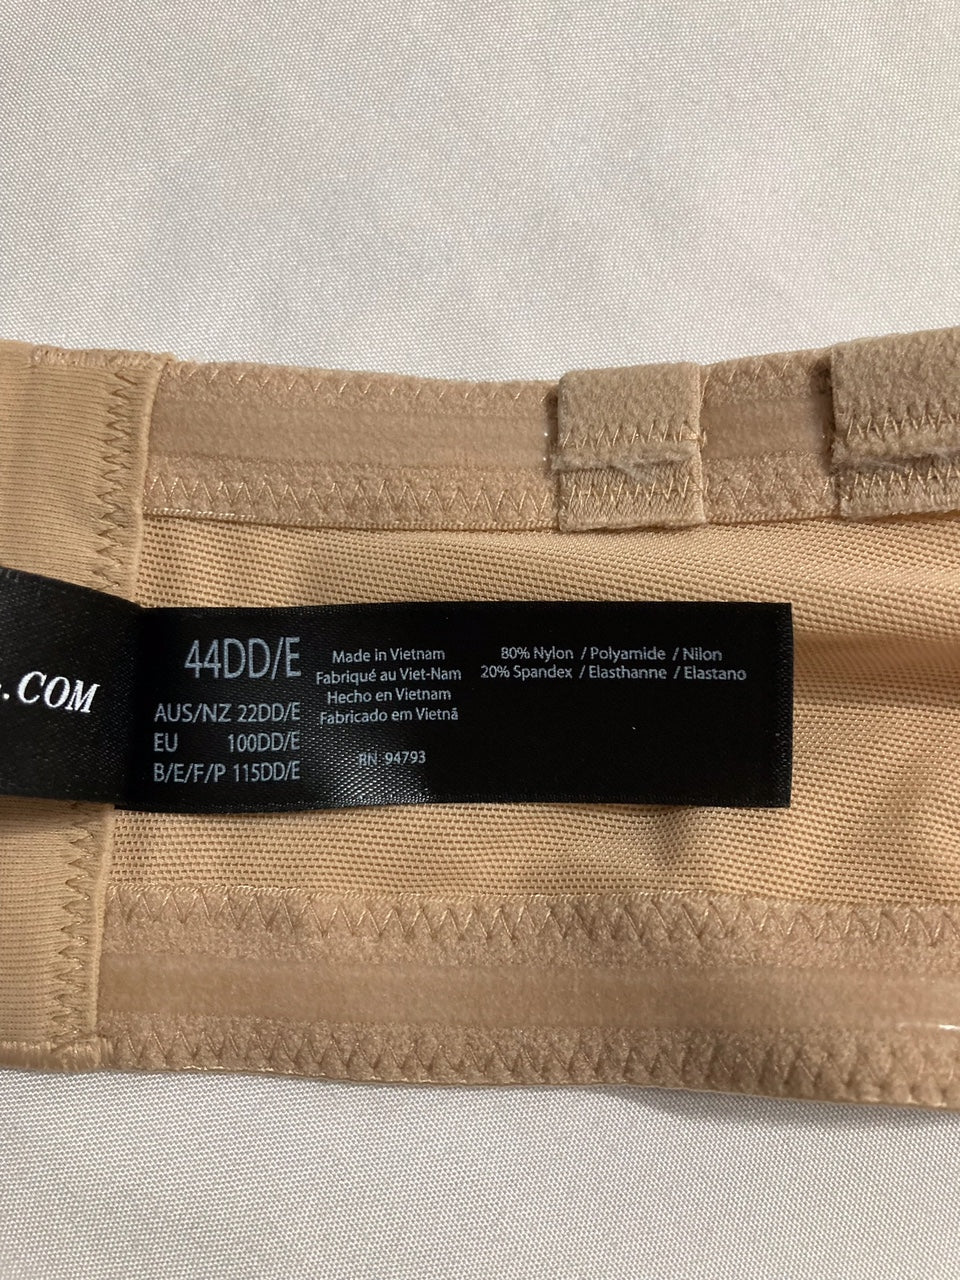 .COM
44DD/E
AUS/NZ 22DD/E
EU 100DD/E
B/E/F/P 115DD/E
Made in Vietnam
Fabriqué au Viet-Nam
Hecho en Vietnam
Fabricado em Vietnã
RN 94793
80% Nylon / Polyamide / Nilon
20% Spandex / Elasthanne / Elastano